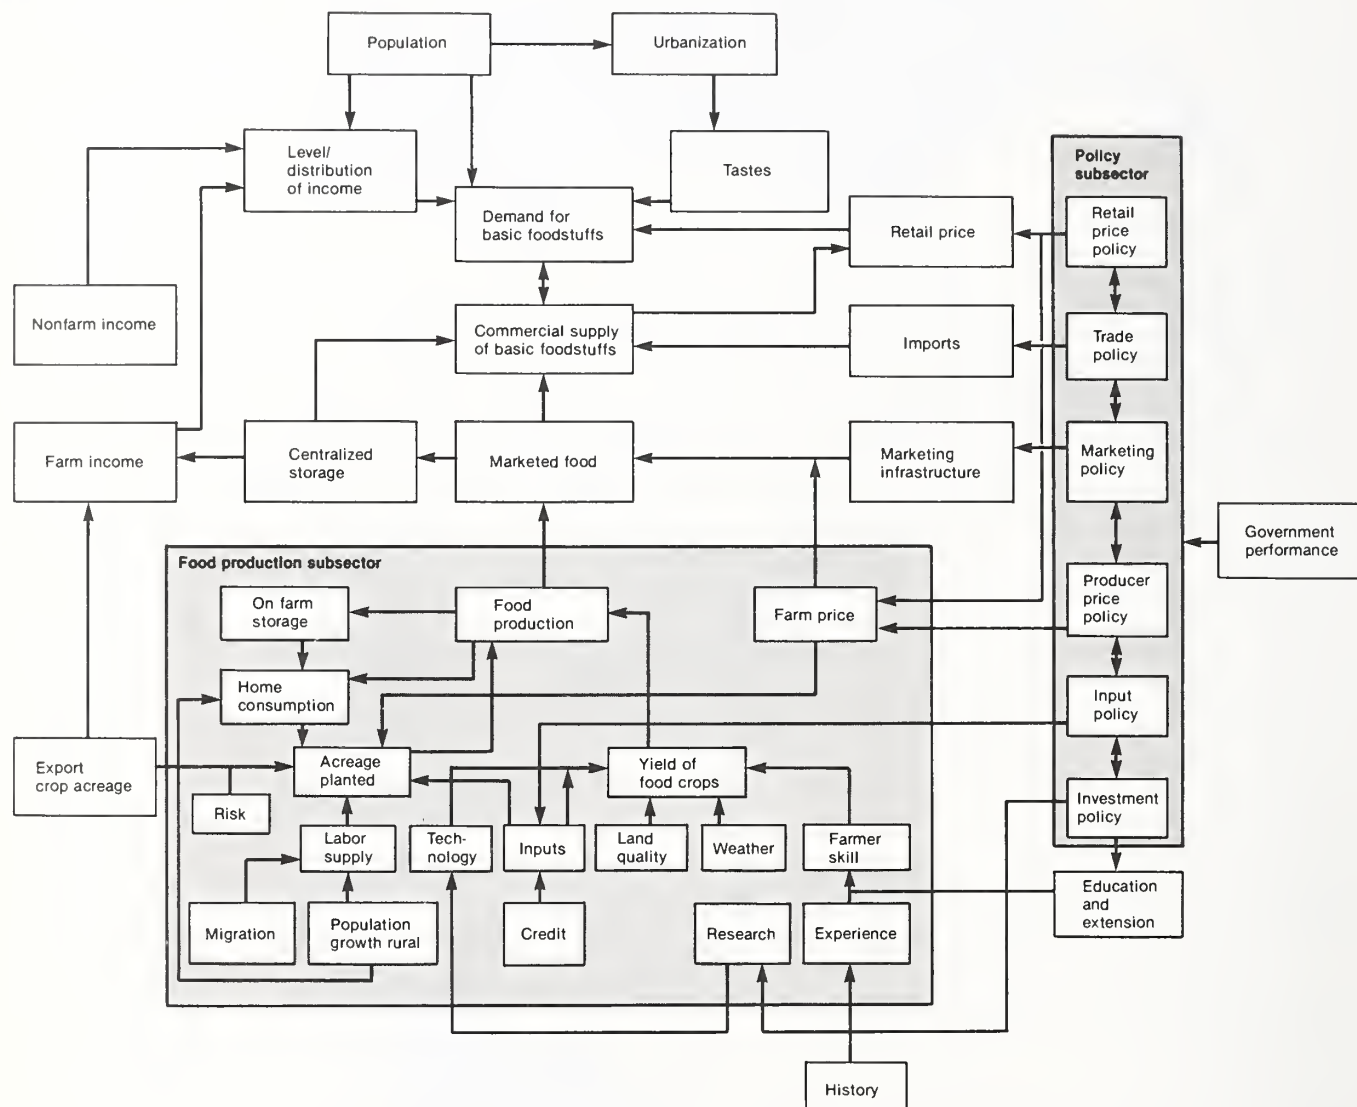 Population
Urbanization
Level/
distribution
of income
Tastes
Policy
subsector
Demand for
basic foodstuffs
Retail price
Retail
price
policy
Nonfarm income
Commercial supply
of basic foodstuffs
Imports
Trade
policy
Farm income
Centralized
storage
Marketed food
Marketing
infrastructure
Marketing
policy
Government
performance
Food production subsector
On farm
storage
Food
production
Farm price
Producer
price
policy
Home
consumption
Input
policy
Export
crop acreage
Acreage
planted
Yield of
food crops
Investment
policy
Risk
Labor
supply
Tech-
nology
Inputs
Land
quality
Weather
Farmer
skill
Education
and
extension
Migration
Population
growth rural
Credit
Research
Experience
History